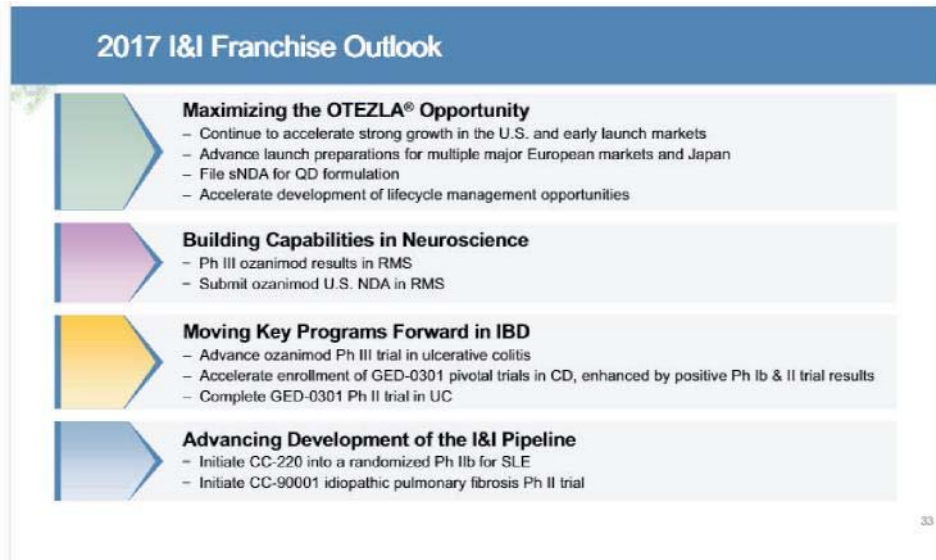 2017 I&I Franchise Outlook
Maximizing the OTEZLA® Opportunity
– Continue to accelerate strong growth in the U.S. and early launch markets
– Advance launch preparations for multiple major European markets and Japan
– File sNDA for QD formulation
– Accelerate development of lifecycle management opportunities
Building Capabilities in Neuroscience
– Ph III ozanimod results in RMS
– Submit ozanimod U.S. NDA in RMS
Moving Key Programs Forward in IBD
– Advance ozanimod Ph III trial in ulcerative colitis
– Accelerate enrollment of GED-0301 pivotal trials in CD, enhanced by positive Ph Ib & II trial results
– Complete GED-0301 Ph II trial in UC
Advancing Development of the I&I Pipeline
– Initiate CC-220 into a randomized Ph IIb for SLE
– Initiate CC-90001 idiopathic pulmonary fibrosis Ph II trial
33